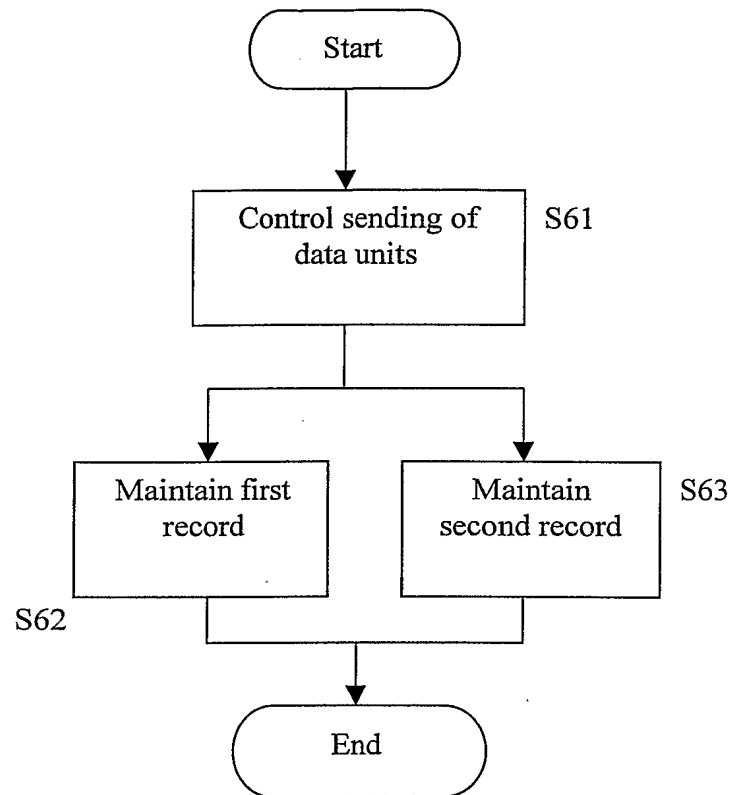 Start
Control sending of
data units
S61
Maintain first
record
S62
Maintain
second record
S63
End